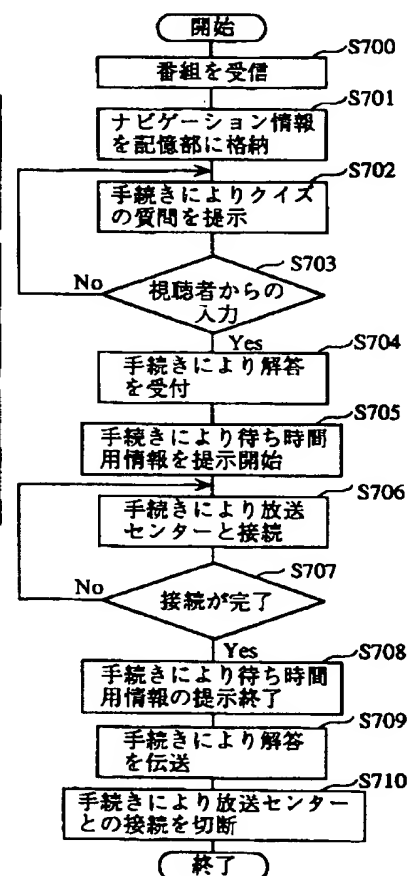 開始
S700
番組を受信
S701
ナビゲーション情報
を記憶部に格納
S702
手続きによりクイズ
の質問を提示
S703
視聴者からの
入力
No
Yes
S704
手続きにより解答
を受付
S705
手続きにより待ち時間
用情報を提示開始
S706
手続きにより放送
センターと接続
S707
接続が完了
No
Yes
S708
手続きにより待ち時間
用情報の提示終了
S709
手続きにより解答
を伝送
S710
手続きにより放送センター
との接続を切断
終了